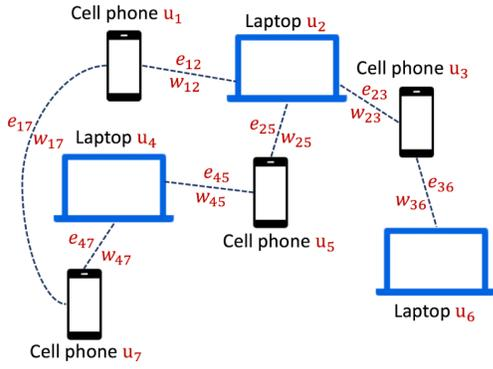 Cell phone u₁
Laptop u₂
e₁₂
w₁₂
Cell phone u₃
e₂₃
w₂₃
e₁₇
w₁₇
Laptop u₄
e₂₅
w₂₅
e₄₅
w₄₅
e₃₆
w₃₆
Cell phone u₅
e₄₇
w₄₇
Laptop u₆
Cell phone u₇